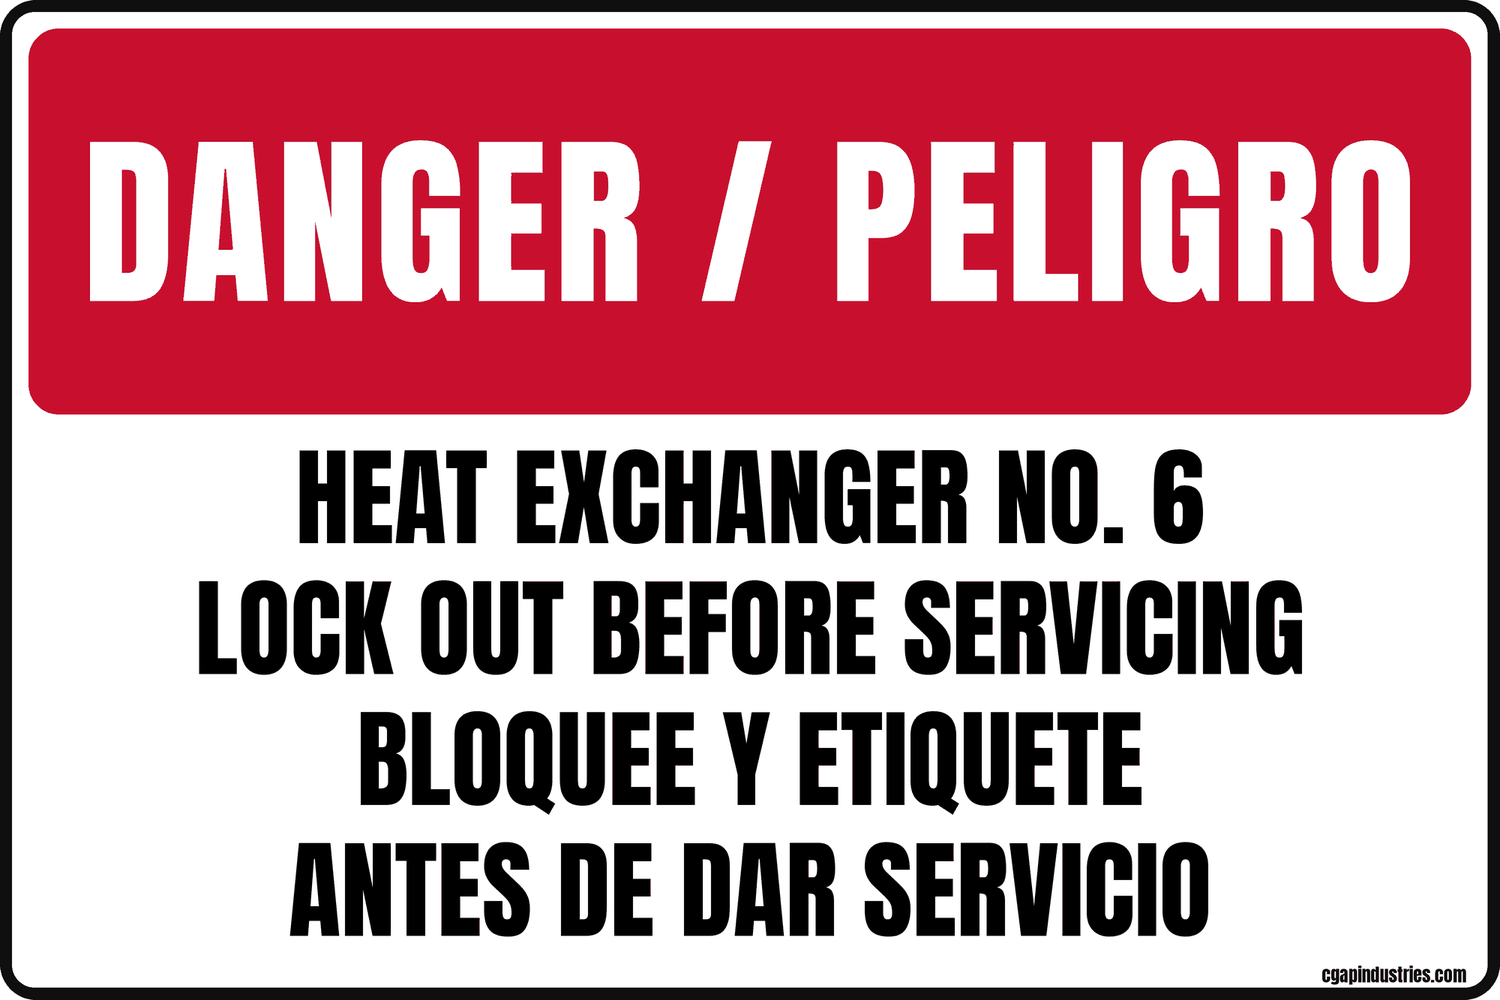 DANGER / PELIGRO
HEAT EXCHANGER NO. 6
LOCK OUT BEFORE SERVICING
BLOQUEE Y ETIQUETE
ANTES DE DAR SERVICIO
cgapindustries.com